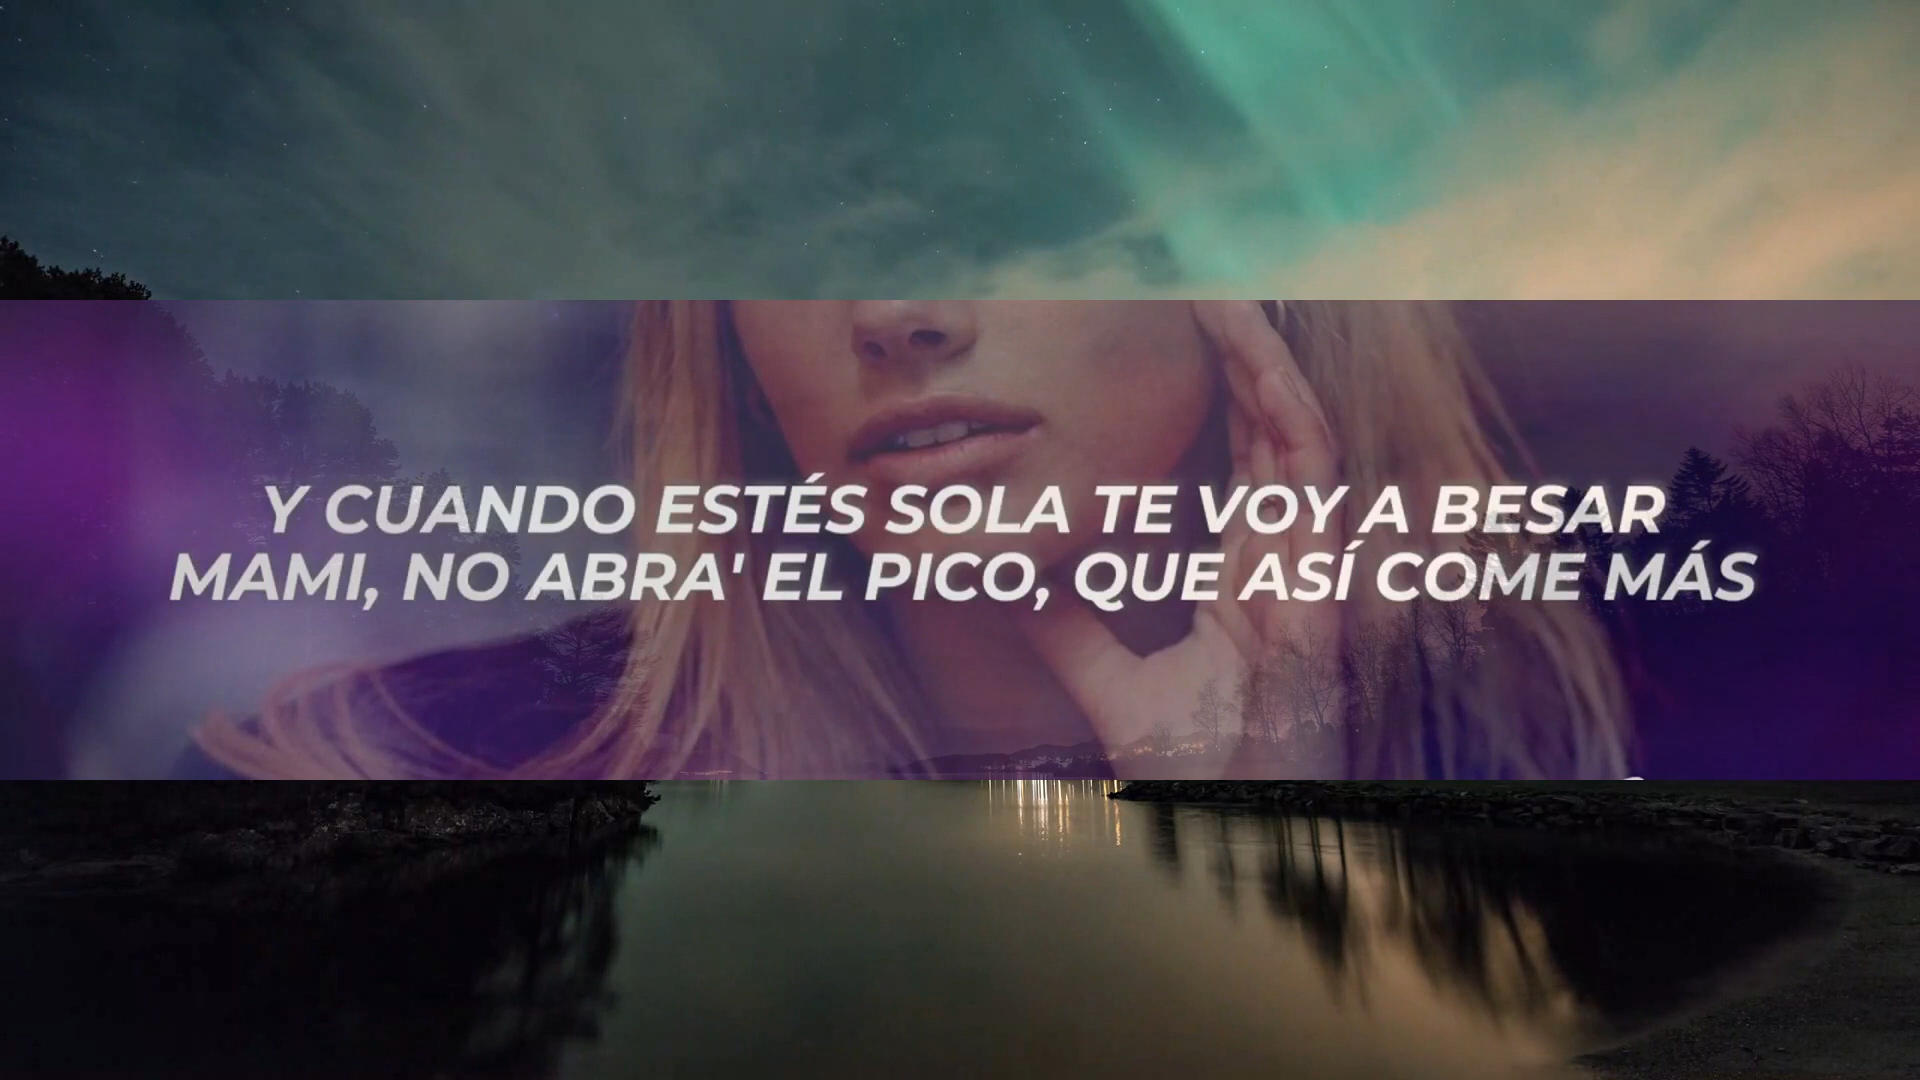 Y CUANDO ESTÉS SOLA TE VOY A BESAR
MAMI, NO ABRA' EL PICO, QUE ASÍ COME MÁS